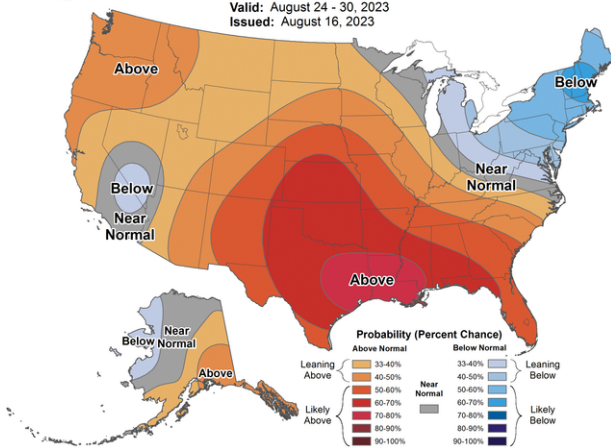 Valid: August 24 - 30, 2023
Issued: August 16, 2023
Above
Below
Below
Near
Normal
Near
Normal
Above
Near
Normal
Below
Above
Probability (Percent Chance)
Above Normal
Below Normal
Leaning
Above
33-40%
40-50%
Likely
Above
50-60%
60-70%
70-80%
80-90%
90-100%
Near
Normal
33-40%
40-50%
Leaning
Below
50-60%
60-70%
70-80%
80-90%
90-100%
Likely
Below